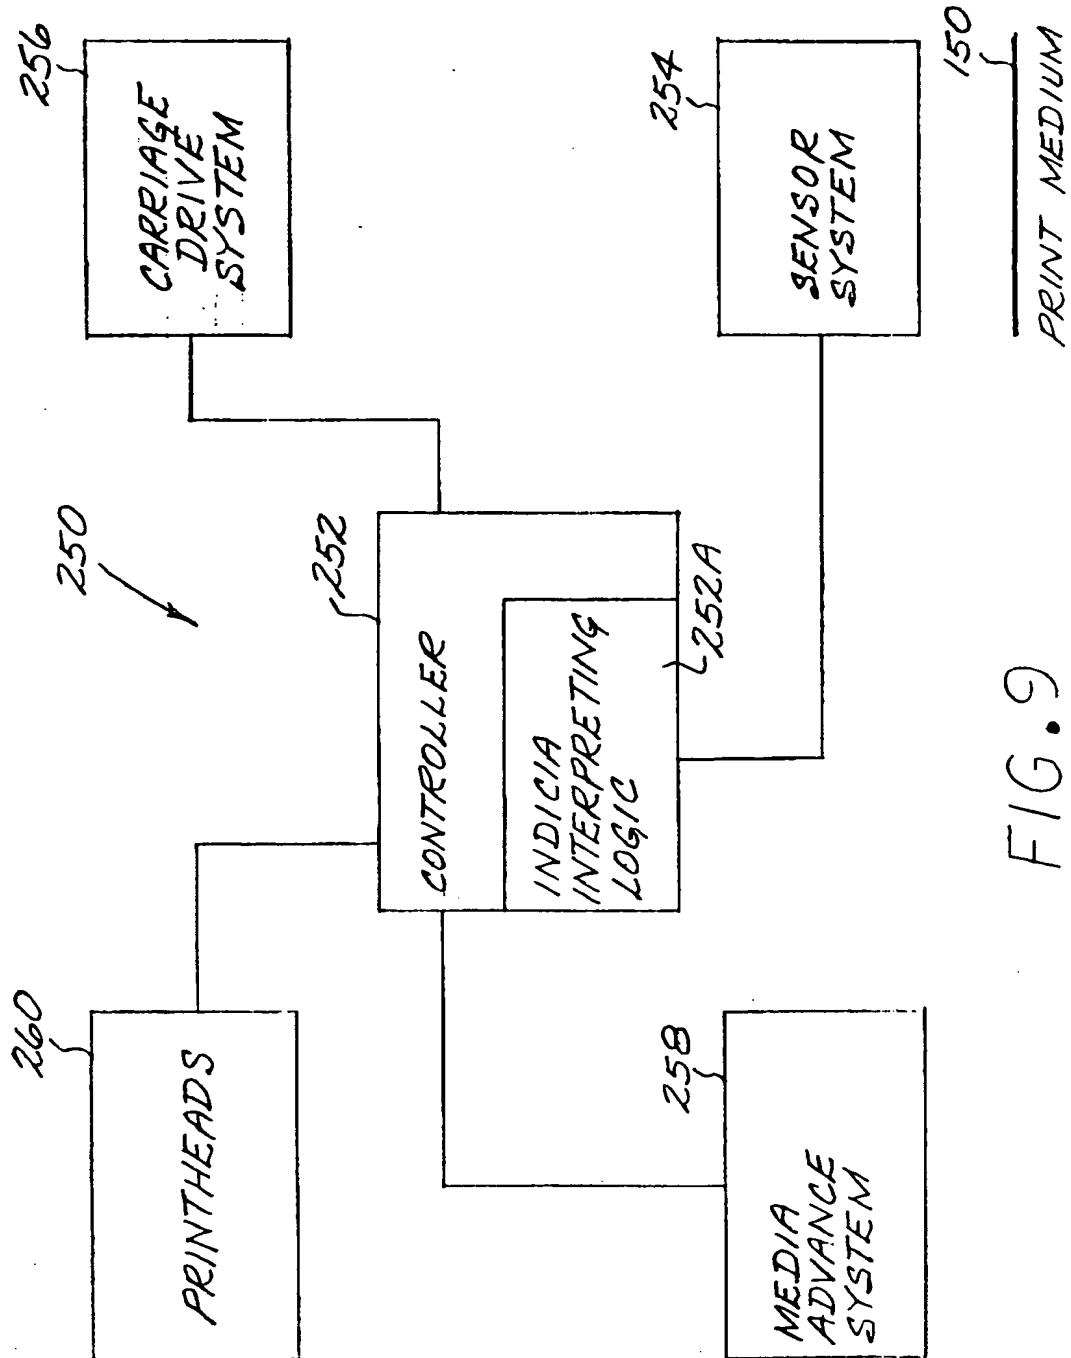 250
260
PRINTHEADS
252
CONTROLLER
INDICIA
INTERPRETING
LOGIC
252A
256
CARRIAGE
DRIVE
SYSTEM
258
MEDIA
ADVANCE
SYSTEM
254
SENSOR
SYSTEM
150
PRINT MEDIUM
FIG. 9